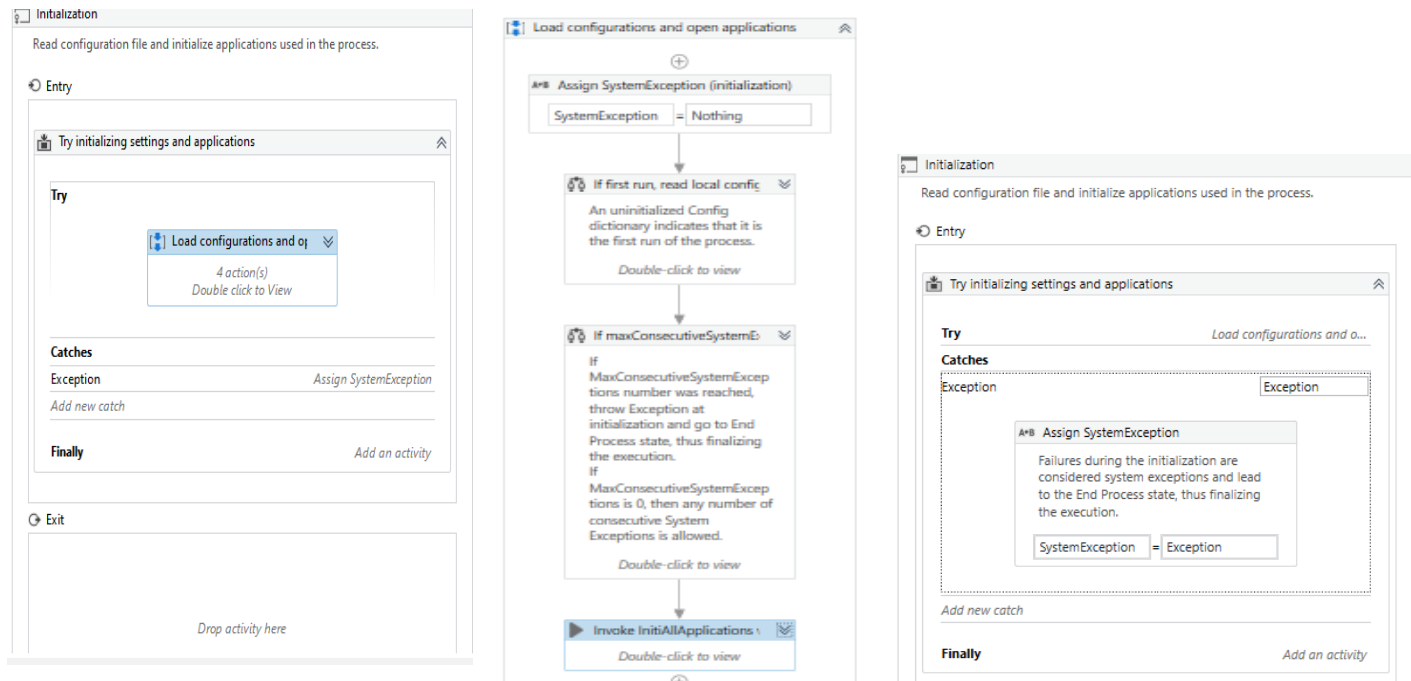 Initialization
Read configuration file and initialize applications used in the process.
Entry
Try initializing settings and applications
Try
Load configurations and op
4 action(s)
Double click to View
Catches
Exception
Assign SystemException
Add new catch
Finally
Add an activity
Exit
Drop activity here
Load configurations and open applications
A*B Assign SystemException (initialization)
SystemException = Nothing
If first run, read local config
An uninitialized Config
dictionary indicates that it is
the first run of the process.
Double-click to view
If maxConsecutiveSystemE
If
MaxConsecutiveSystemExcep
tions number was reached,
throw Exception at
initialization and go to End
Process state, thus finalizing
the execution.
If
MaxConsecutiveSystemExcep
tions is 0, then any number of
consecutive System
Exceptions is allowed.
Double-click to view
Invoke InitiAllApplications
Double-click to view
Initialization
Read configuration file and initialize applications used in the process.
Entry
Try initializing settings and applications
Try
Load configurations and o...
Catches
Exception
Exception
A*B Assign SystemException
Failures during the initialization are
considered system exceptions and lead
to the End Process state, thus finalizing
the execution.
SystemException = Exception
Add new catch
Finally
Add an activity